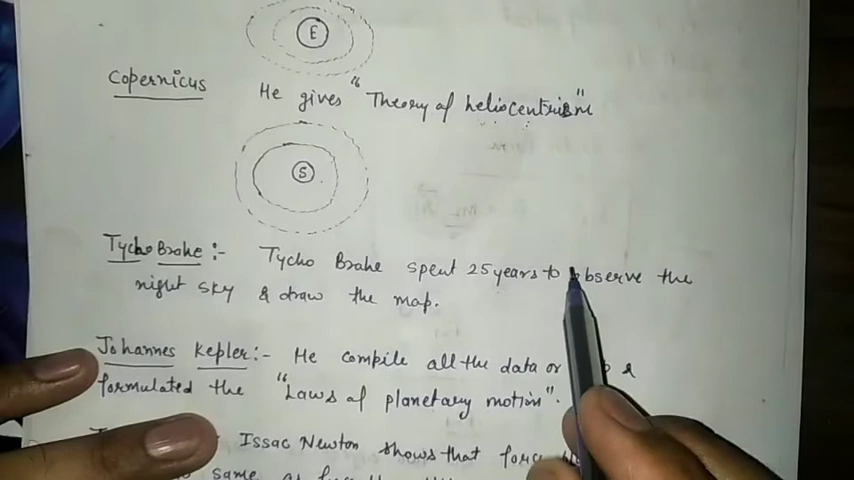 E
Copernicus He gives "Theory of heliocentrism"
S
Tycho Brahe :- Tycho Brahe spent 25 years to observe the
night sky & draw the map.
Johannes Kepler :- He compile all the data or &
formulated the "Laws of planetary motion".
Issac Newton shows that force
same as